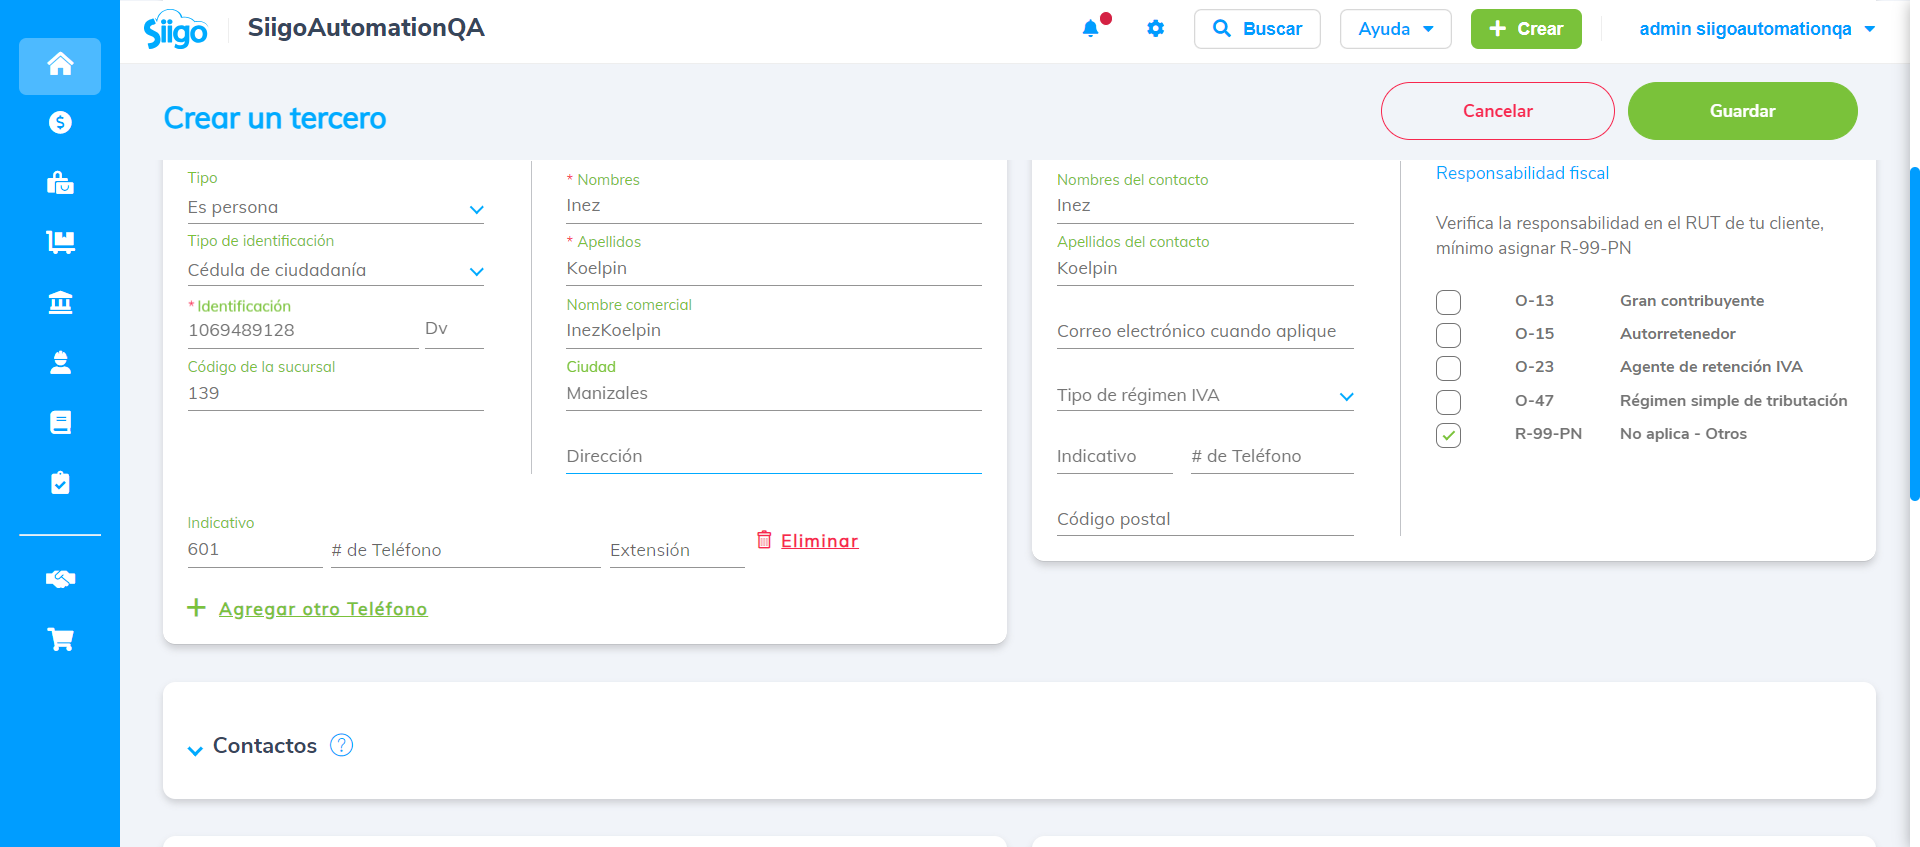 Siigo
SiigoAutomationQA
Buscar
Ayuda
Crear
admin siigoautomationqa
Crear un tercero
Cancelar
Guardar
Tipo
Es persona
Tipo de identificación
Cédula de ciudadanía
* Identificación
1069489128
Dv
Código de la sucursal
139
* Nombres
Inez
* Apellidos
Koelpin
Nombre comercial
InezKoelpin
Ciudad
Manizales
Dirección
Indicativo
601
# de Teléfono
Extensión
Eliminar
Agregar otro Teléfono
Nombres del contacto
Inez
Apellidos del contacto
Koelpin
Correo electrónico cuando aplique
Tipo de régimen IVA
Indicativo
# de Teléfono
Código postal
Responsabilidad fiscal
Verifica la responsabilidad en el RUT de tu cliente,
mínimo asignar R-99-PN
O-13 Gran contribuyente
O-15 Autorretenedor
O-23 Agente de retención IVA
O-47 Régimen simple de tributación
R-99-PN No aplica - Otros
Contactos ?